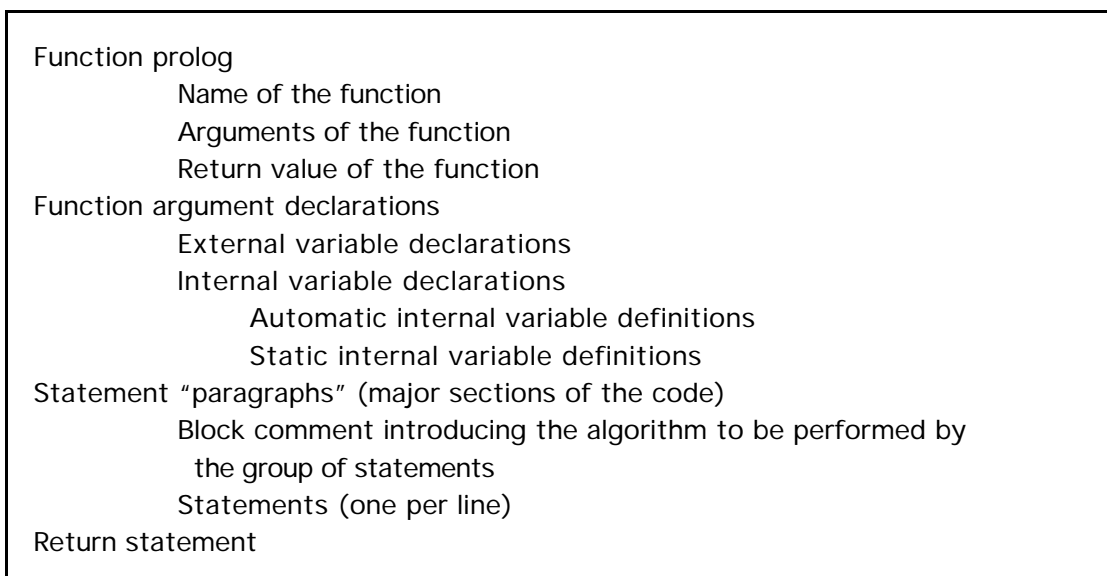 Function prolog
Name of the function
Arguments of the function
Return value of the function
Function argument declarations
External variable declarations
Internal variable declarations
Automatic internal variable definitions
Static internal variable definitions
Statement “paragraphs” (major sections of the code)
Block comment introducing the algorithm to be performed by
the group of statements
Statements (one per line)
Return statement